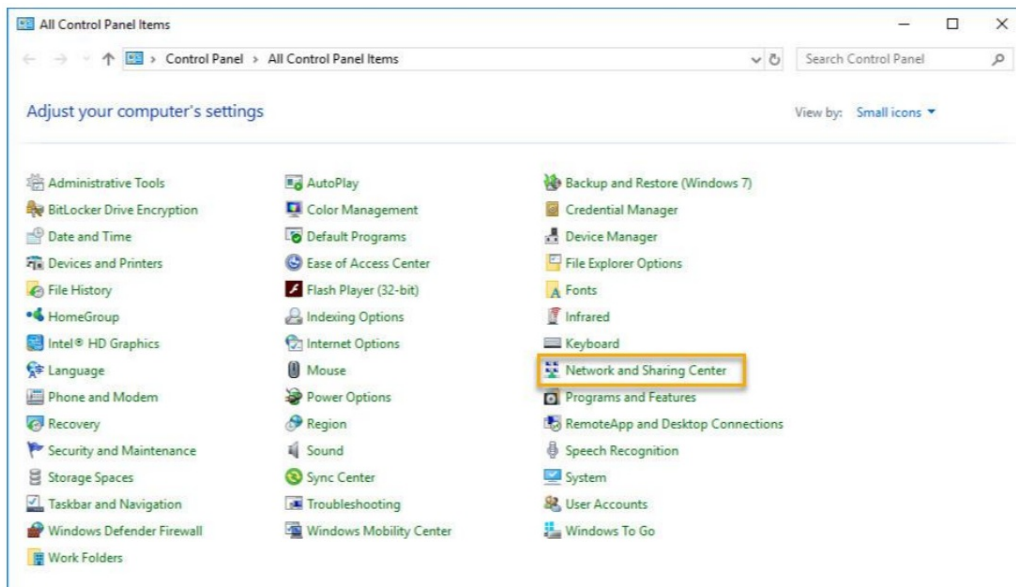 All Control Panel Items
Control Panel > All Control Panel Items
Search Control Panel
Adjust your computer's settings
View by: Small icons
Administrative Tools
AutoPlay
Backup and Restore (Windows 7)
BitLocker Drive Encryption
Color Management
Credential Manager
Date and Time
Default Programs
Device Manager
Devices and Printers
Ease of Access Center
File Explorer Options
File History
Flash Player (32-bit)
Fonts
HomeGroup
Indexing Options
Infrared
Intel® HD Graphics
Internet Options
Keyboard
Language
Mouse
Network and Sharing Center
Phone and Modem
Power Options
Programs and Features
Recovery
Region
RemoteApp and Desktop Connections
Security and Maintenance
Sound
Speech Recognition
Storage Spaces
Sync Center
System
Taskbar and Navigation
Troubleshooting
User Accounts
Windows Defender Firewall
Windows Mobility Center
Windows To Go
Work Folders